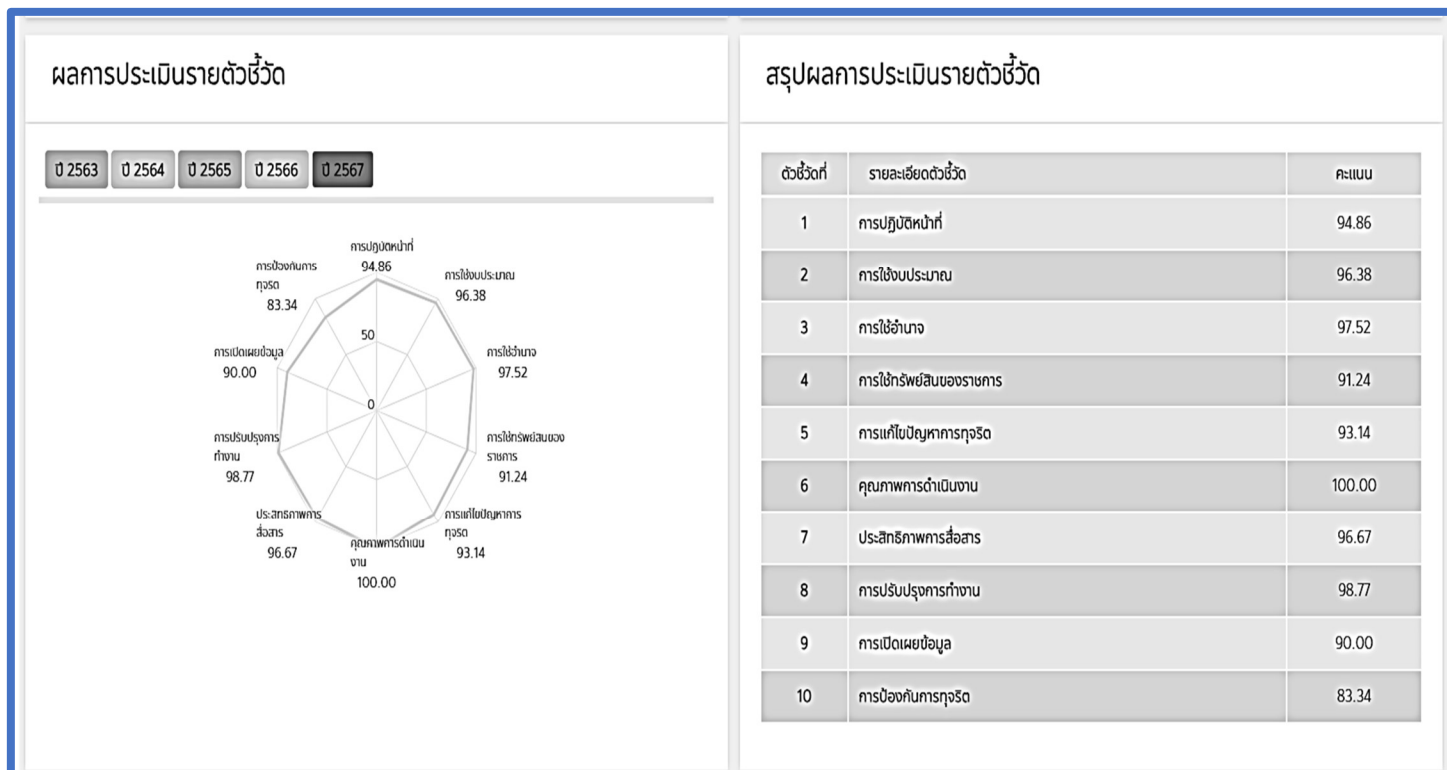 ผลการประเมินรายตัวชี้วัด
ปี 2563 ปี 2564 ปี 2565 ปี 2566 ปี 2567
การปฏิบัติหน้าที่
94.86
การใช้งบประมาณ
96.38
การใช้อำนาจ
97.52
การใช้ทรัพย์สินของ
ราชการ
91.24
การแก้ไขปัญหาการ
ทุจริต
93.14
คุณภาพการดำเนิน
งาน
100.00
ประสิทธิภาพการ
สื่อสาร
96.67
การปรับปรุงการ
ทำงาน
98.77
การเปิดเผยข้อมูล
90.00
การป้องกันการ
ทุจริต
83.34
50
0
สรุปผลการประเมินรายตัวชี้วัด
ตัวชี้วัดที่ รายละเอียดตัวชี้วัด คะแนน
1 การปฏิบัติหน้าที่ 94.86
2 การใช้งบประมาณ 96.38
3 การใช้อำนาจ 97.52
4 การใช้ทรัพย์สินของราชการ 91.24
5 การแก้ไขปัญหาการทุจริต 93.14
6 คุณภาพการดำเนินงาน 100.00
7 ประสิทธิภาพการสื่อสาร 96.67
8 การปรับปรุงการทำงาน 98.77
9 การเปิดเผยข้อมูล 90.00
10 การป้องกันการทุจริต 83.34